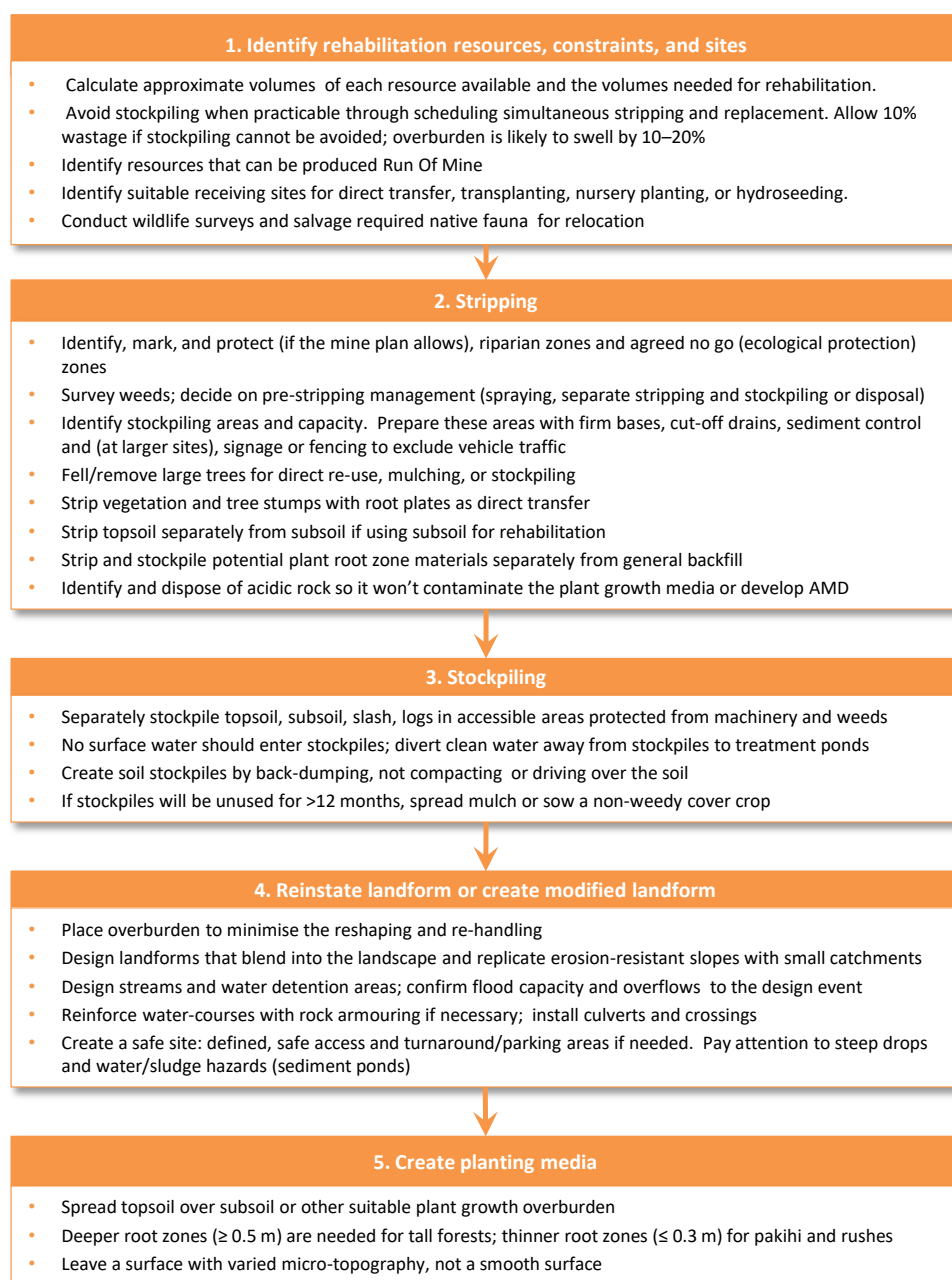 1. Identify rehabilitation resources, constraints, and sites
• Calculate approximate volumes of each resource available and the volumes needed for rehabilitation.
• Avoid stockpiling when practicable through scheduling simultaneous stripping and replacement. Allow 10%
wastage if stockpiling cannot be avoided; overburden is likely to swell by 10–20%
• Identify resources that can be produced Run Of Mine
• Identify suitable receiving sites for direct transfer, transplanting, nursery planting, or hydroseeding.
• Conduct wildlife surveys and salvage required native fauna for relocation
2. Stripping
• Identify, mark, and protect (if the mine plan allows), riparian zones and agreed no go (ecological protection)
zones
• Survey weeds; decide on pre-stripping management (spraying, separate stripping and stockpiling or disposal)
• Identify stockpiling areas and capacity. Prepare these areas with firm bases, cut-off drains, sediment control
and (at larger sites), signage or fencing to exclude vehicle traffic
• Fell/remove large trees for direct re-use, mulching, or stockpiling
• Strip vegetation and tree stumps with root plates as direct transfer
• Strip topsoil separately from subsoil if using subsoil for rehabilitation
• Strip and stockpile potential plant root zone materials separately from general backfill
• Identify and dispose of acidic rock so it won’t contaminate the plant growth media or develop AMD
3. Stockpiling
• Separately stockpile topsoil, subsoil, slash, logs in accessible areas protected from machinery and weeds
• No surface water should enter stockpiles; divert clean water away from stockpiles to treatment ponds
• Create soil stockpiles by back-dumping, not compacting or driving over the soil
• If stockpiles will be unused for >12 months, spread mulch or sow a non-weedy cover crop
4. Reinstate landform or create modified landform
• Place overburden to minimise the reshaping and re-handling
• Design landforms that blend into the landscape and replicate erosion-resistant slopes with small catchments
• Design streams and water detention areas; confirm flood capacity and overflows to the design event
• Reinforce water-courses with rock armouring if necessary; install culverts and crossings
• Create a safe site: defined, safe access and turnaround/parking areas if needed. Pay attention to steep drops
and water/sludge hazards (sediment ponds)
5. Create planting media
• Spread topsoil over subsoil or other suitable plant growth overburden
• Deeper root zones (≥ 0.5 m) are needed for tall forests; thinner root zones (≤ 0.3 m) for pakihi and rushes
• Leave a surface with varied micro-topography, not a smooth surface